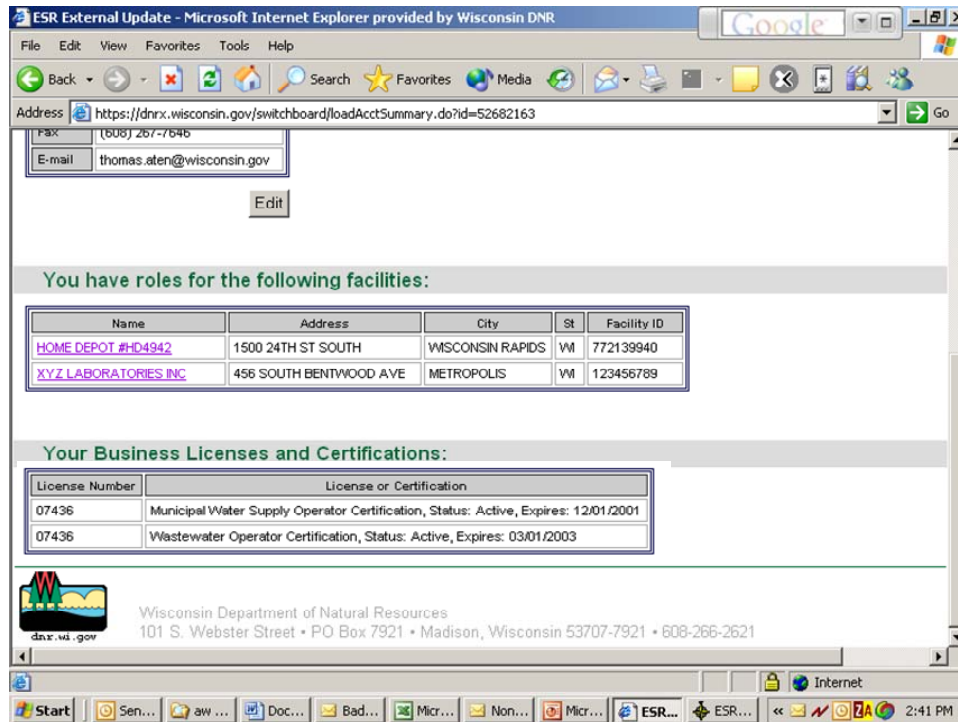 ESR External Update - Microsoft Internet Explorer provided by Wisconsin DNR
Google
File Edit View Favorites Tools Help
Back Search Favorites Media
Address https://dnrx.wisconsin.gov/switchboard/loadAcctSummary.do?id=52682163 Go
Fax (608) 267-7646
E-mail thomas.aten@wisconsin.gov
Edit
You have roles for the following facilities:
Name Address City St Facility ID
HOME DEPOT #HD4942 1500 24TH ST SOUTH WISCONSIN RAPIDS WI 772139940
XYZ LABORATORIES INC 456 SOUTH BENTWOOD AVE METROPOLIS WI 123456789
Your Business Licenses and Certifications:
License Number License or Certification
07436 Municipal Water Supply Operator Certification, Status: Active, Expires: 12/01/2001
07436 Wastewater Operator Certification, Status: Active, Expires: 03/01/2003
Wisconsin Department of Natural Resources
101 S. Webster Street • PO Box 7921 • Madison, Wisconsin 53707-7921 • 608-266-2621
dnr.wi.gov
Internet
Start Sen... aw ... Doc... Bad... Micr... Non... Micr... ESR... ESR... « ZA 2:41 PM